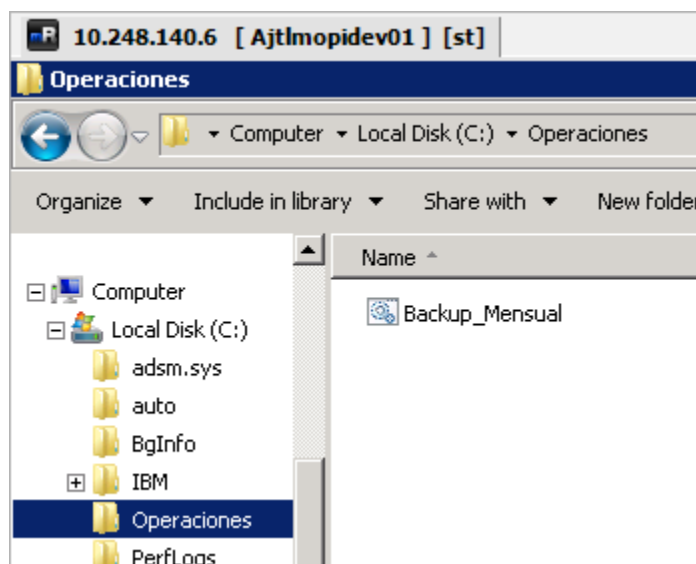 10.248.140.6 [ Ajtlmopidev01 ] [st]
Operaciones
Computer Local Disk (C:) Operaciones
Organize Include in library Share with New folder
Name
Computer
Backup_Mensual
Local Disk (C:)
adsm.sys
auto
BgInfo
IBM
Operaciones
PerfLogs